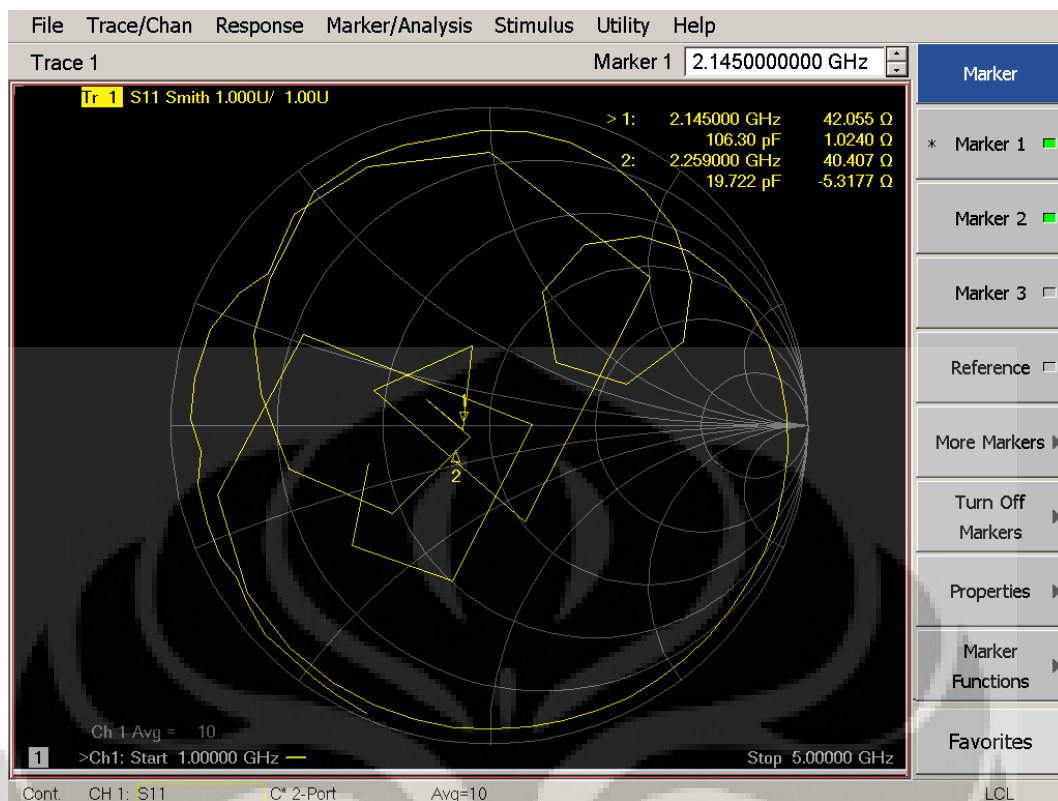 File Trace/Chan Response Marker/Analysis Stimulus Utility Help
Trace 1 Marker 1 2.1450000000 GHz
Marker
Tr 1 S11 Smith 1.000U/ 1.00U
> 1: 2.145000 GHz 42.055 Ω
106.30 pF 1.0240 Ω
2: 2.259000 GHz 40.407 Ω
19.722 pF -5.3177 Ω
* Marker 1
Marker 2
Marker 3
Reference
More Markers
Turn Off
Markers
Properties
Marker
Functions
Favorites
1
2
Ch 1 Avg = 10
1 >Ch1: Start 1.00000 GHz Stop 5.00000 GHz
Cont. CH 1: S11 C* 2-Port Avg=10 LCL